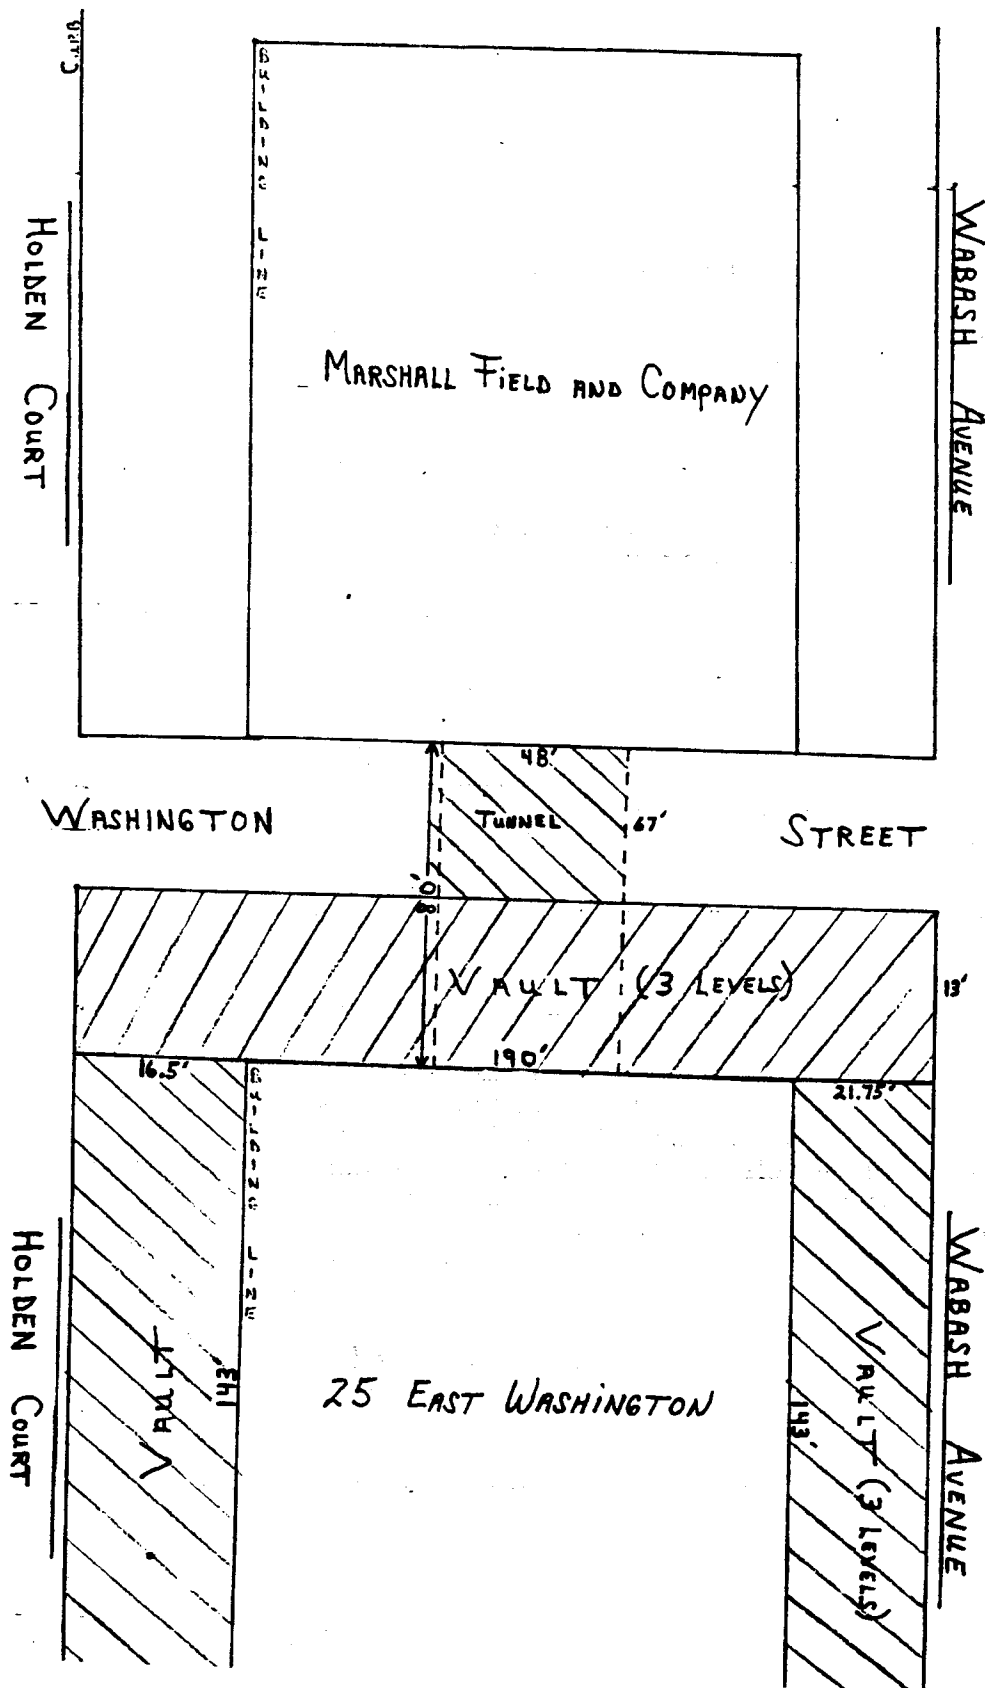 BUILDING LINE
HOLDEN COURT
WABASH AVENUE
MARSHALL FIELD AND COMPANY
48'
WASHINGTON
TUNNEL
67'
STREET
80'
VAULT (3 LEVELS)
13'
190'
16.5'
21.75'
BUILDING LINE
HOLDEN COURT
VAULT
143'
25 EAST WASHINGTON
143'
VAULT (3 LEVELS)
WABASH AVENUE